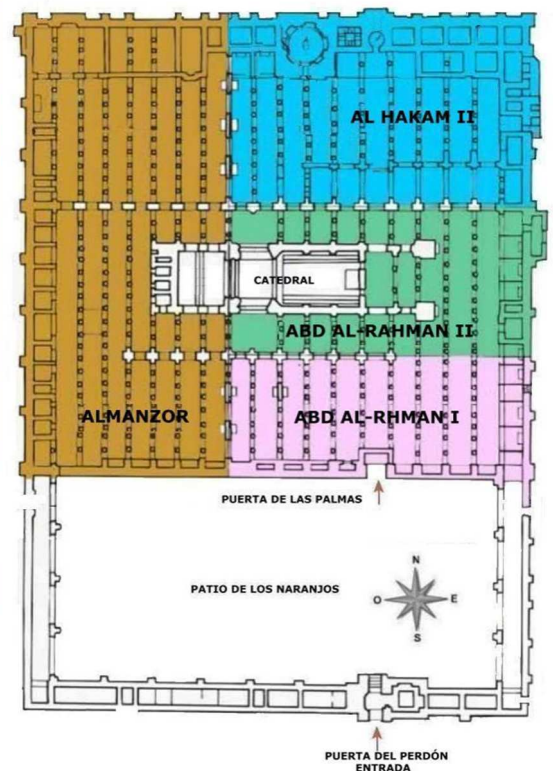 AL HAKAM II
CATEDRAL
ABD AL-RAHMAN II
ALMANZOR
ABD AL-RHMAN I
PUERTA DE LAS PALMAS
PATIO DE LOS NARANJOS
N
O
E
S
PUERTA DEL PERDÓN
ENTRADA